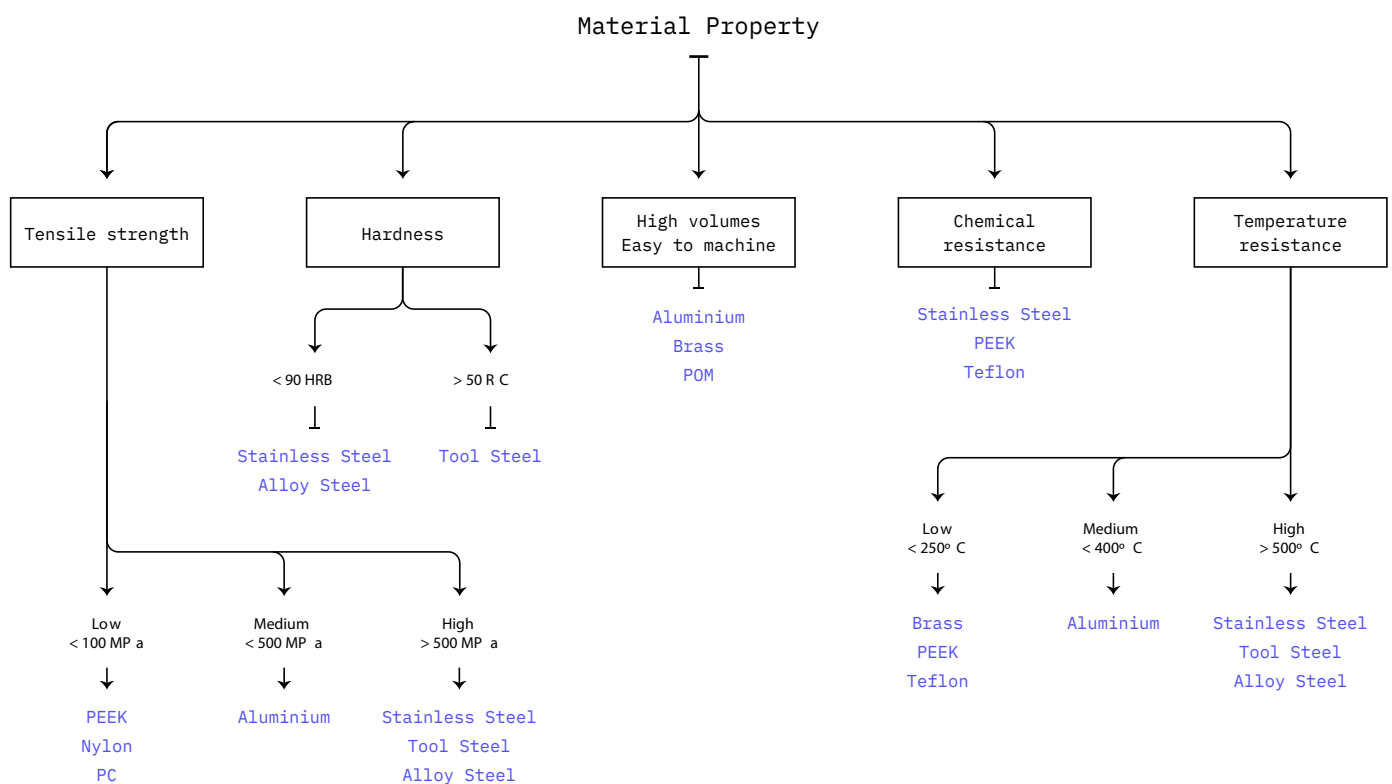 Material Property
Tensile strength
Hardness
High volumes
Easy to machine
Chemical
resistance
Temperature
resistance
Aluminium
Brass
POM
Stainless Steel
PEEK
Teflon
< 90 HRB
> 50 R C
Stainless Steel
Alloy Steel
Tool Steel
Low
< 250º C
Medium
< 400º C
High
> 500º C
Brass
PEEK
Teflon
Aluminium
Stainless Steel
Tool Steel
Alloy Steel
Low
< 100 MP a
Medium
< 500 MP a
High
> 500 MP a
PEEK
Nylon
PC
Aluminium
Stainless Steel
Tool Steel
Alloy Steel